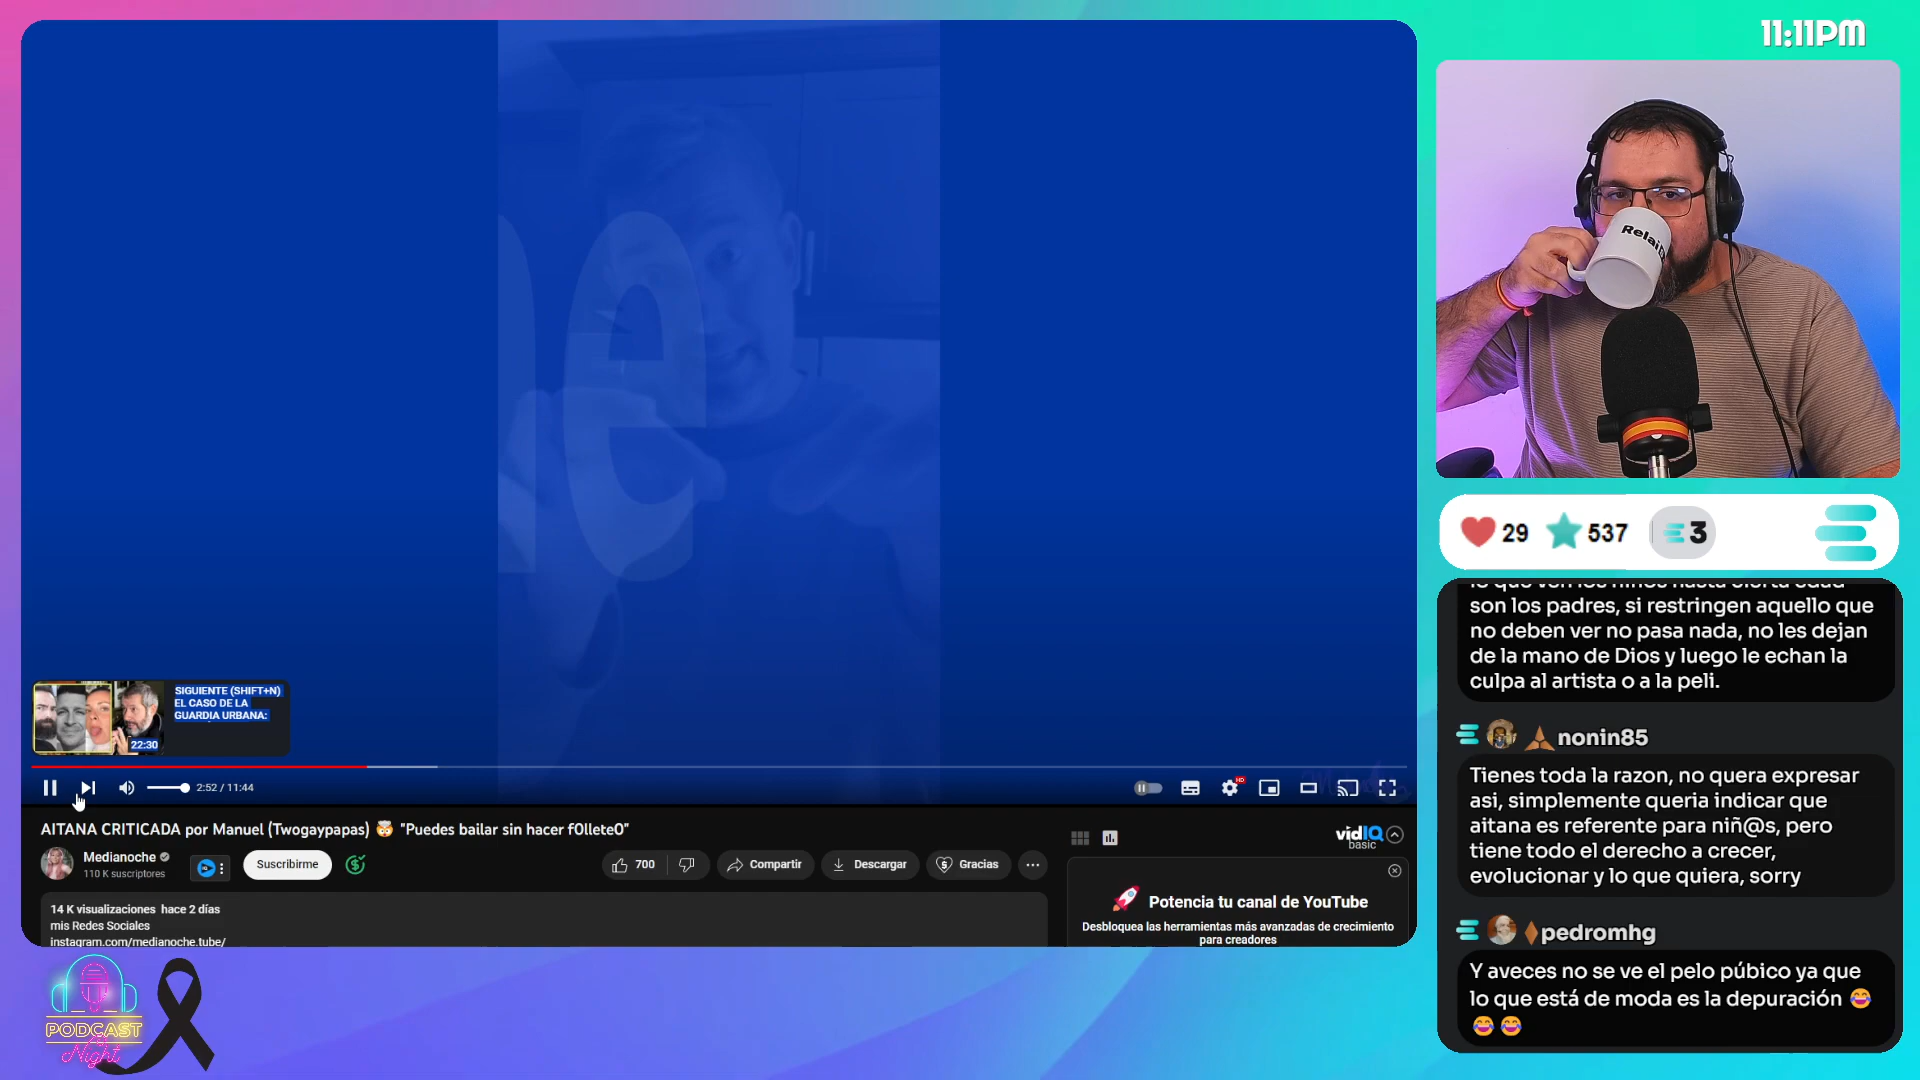 11:11PM
Relai
SIGUIENTE (SHIFT+N)
EL CASO DE LA
GUARDIA URBANA:
22:30
2:52 / 11:44
HD
AITANA CRITICADA por Manuel (Twogaypapas) 🤯 "Puedes bailar sin hacer f0llete0"
Medianoche
110 K suscriptores
Suscribirme
700
Compartir
Descargar
Gracias
14 K visualizaciones hace 2 días
mis Redes Sociales
instagram.com/medianoche.tube/
vidIQ
basic
Potencia tu canal de YouTube
Desbloquea las herramientas más avanzadas de crecimiento
para creadores
29
537
3
son los padres, si restringen aquello que
no deben ver no pasa nada, no les dejan
de la mano de Dios y luego le echan la
culpa al artista o a la peli.
nonin85
Tienes toda la razon, no quera expresar
asi, simplemente queria indicar que
aitana es referente para niñ@s, pero
tiene todo el derecho a crecer,
evolucionar y lo que quiera, sorry
pedromhg
Y aveces no se ve el pelo púbico ya que
lo que está de moda es la depuración 😂
😂 😂
PODCAST
Night